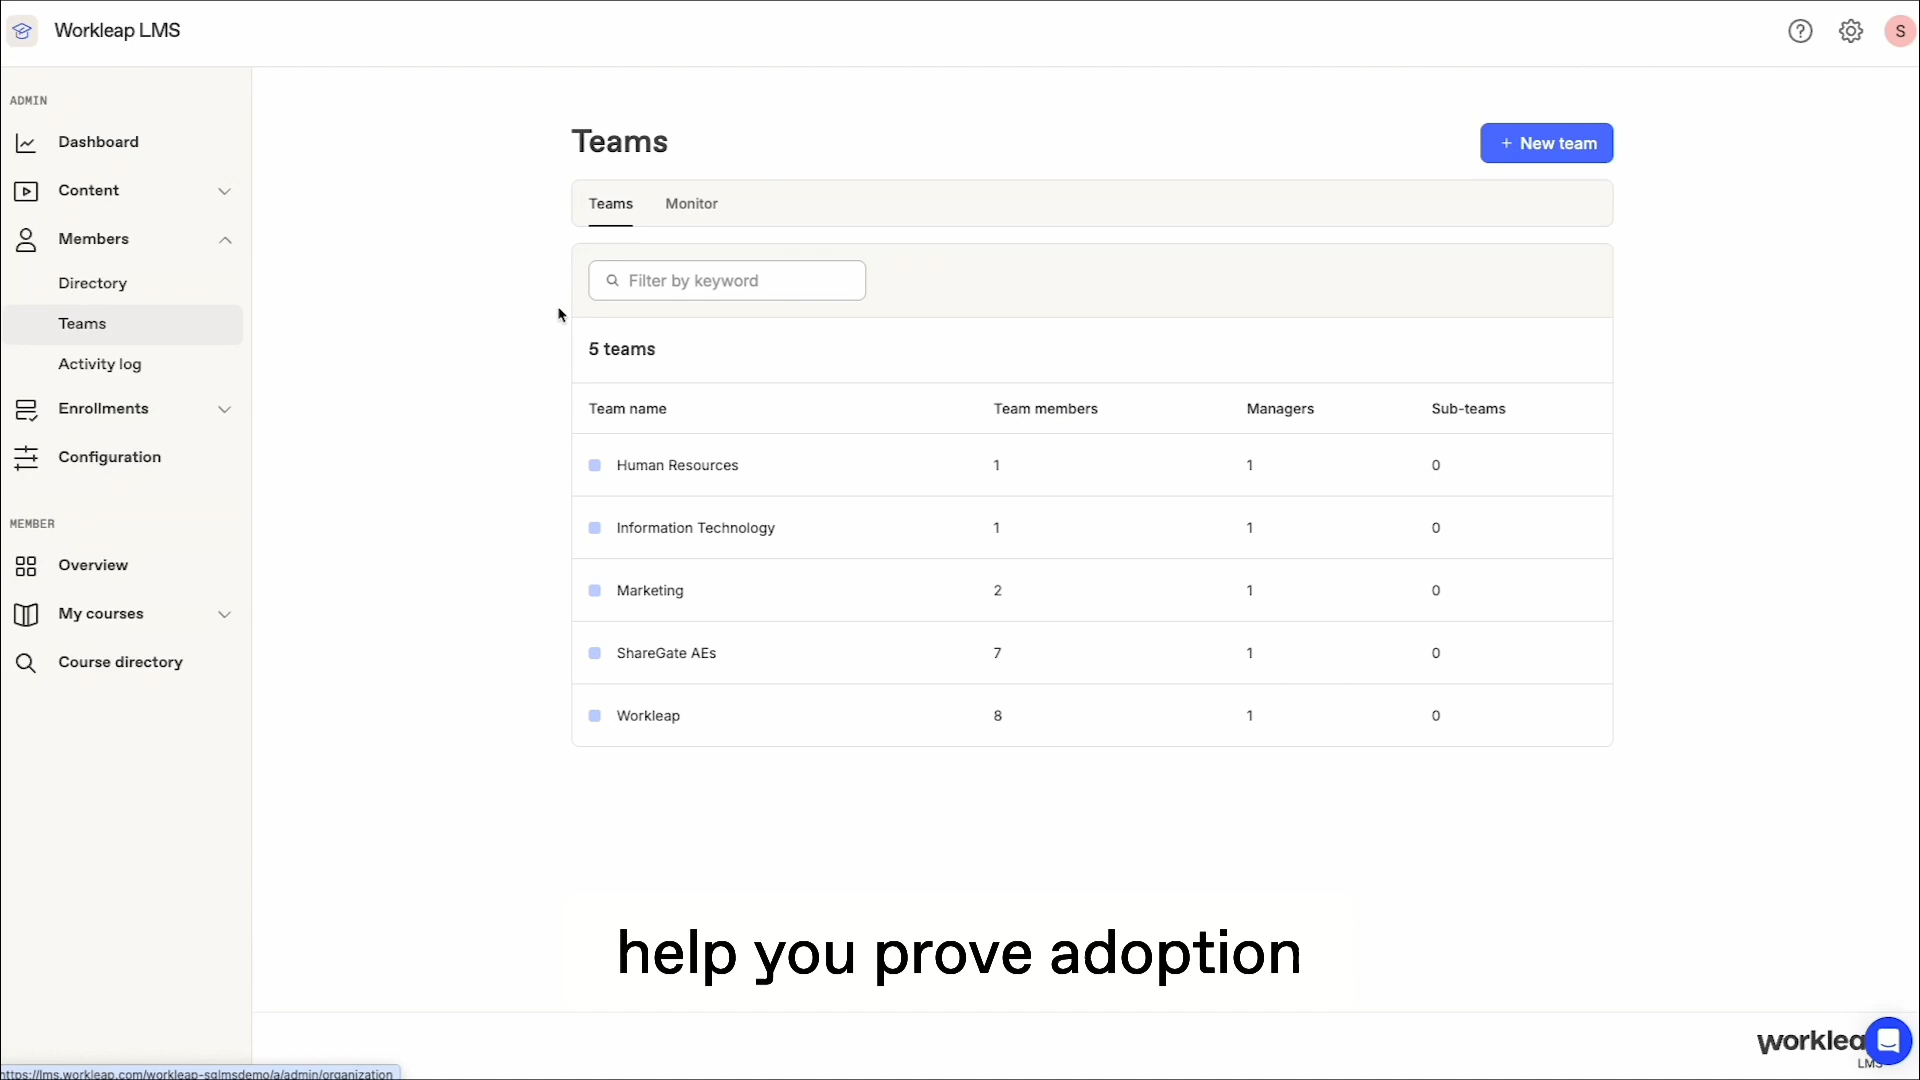 Workleap LMS
S
ADMIN
Dashboard
Content
Members
Directory
Teams
Activity log
Enrollments
Configuration
MEMBER
Overview
My courses
Course directory
Teams
+ New team
Teams Monitor
Filter by keyword
5 teams
Team name Team members Managers Sub-teams
Human Resources 1 1 0
Information Technology 1 1 0
Marketing 2 1 0
ShareGate AEs 7 1 0
Workleap 8 1 0
help you prove adoption
workleap
LMS
https://lms.workleap.com/workleap-sglmsdemo/a/admin/organization